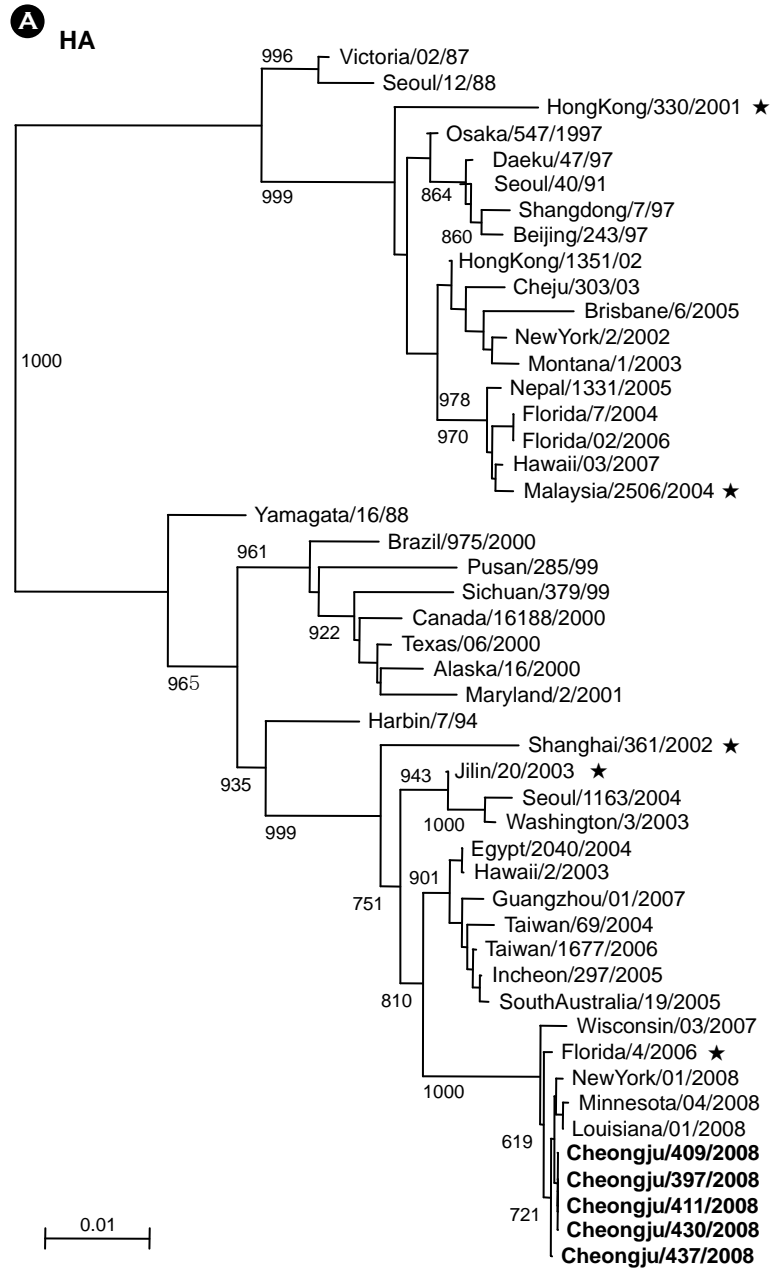 A
HA
996
Victoria/02/87
Seoul/12/88
HongKong/330/2001 ★
Osaka/547/1997
Daeku/47/97
999
864
Seoul/40/91
Shangdong/7/97
860
Beijing/243/97
HongKong/1351/02
Cheju/303/03
Brisbane/6/2005
NewYork/2/2002
1000
Montana/1/2003
Nepal/1331/2005
978
Florida/7/2004
970
Florida/02/2006
Hawaii/03/2007
Malaysia/2506/2004 ★
Yamagata/16/88
961
Brazil/975/2000
Pusan/285/99
Sichuan/379/99
Canada/16188/2000
922
Texas/06/2000
Alaska/16/2000
965
Maryland/2/2001
Harbin/7/94
Shanghai/361/2002 ★
943
Jilin/20/2003 ★
935
Seoul/1163/2004
1000
Washington/3/2003
999
Egypt/2040/2004
901
Hawaii/2/2003
751
Guangzhou/01/2007
Taiwan/69/2004
Taiwan/1677/2006
Incheon/297/2005
810
SouthAustralia/19/2005
Wisconsin/03/2007
Florida/4/2006 ★
1000
NewYork/01/2008
Minnesota/04/2008
Louisiana/01/2008
619
Cheongju/409/2008
Cheongju/397/2008
Cheongju/411/2008
721
Cheongju/430/2008
Cheongju/437/2008
0.01